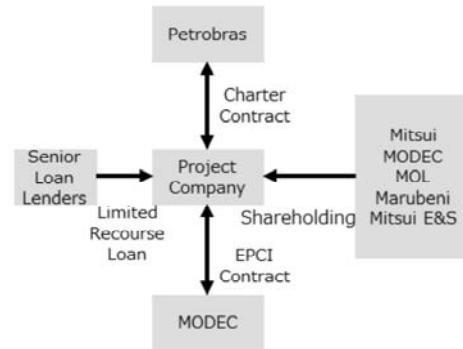 Petrobras
Charter
Contract
Mitsui
MODEC
MOL
Marubeni
Mitsui E&S
Senior
Loan
Lenders
Project
Company
Limited
Recourse
Loan
Shareholding
EPCI
Contract
MODEC